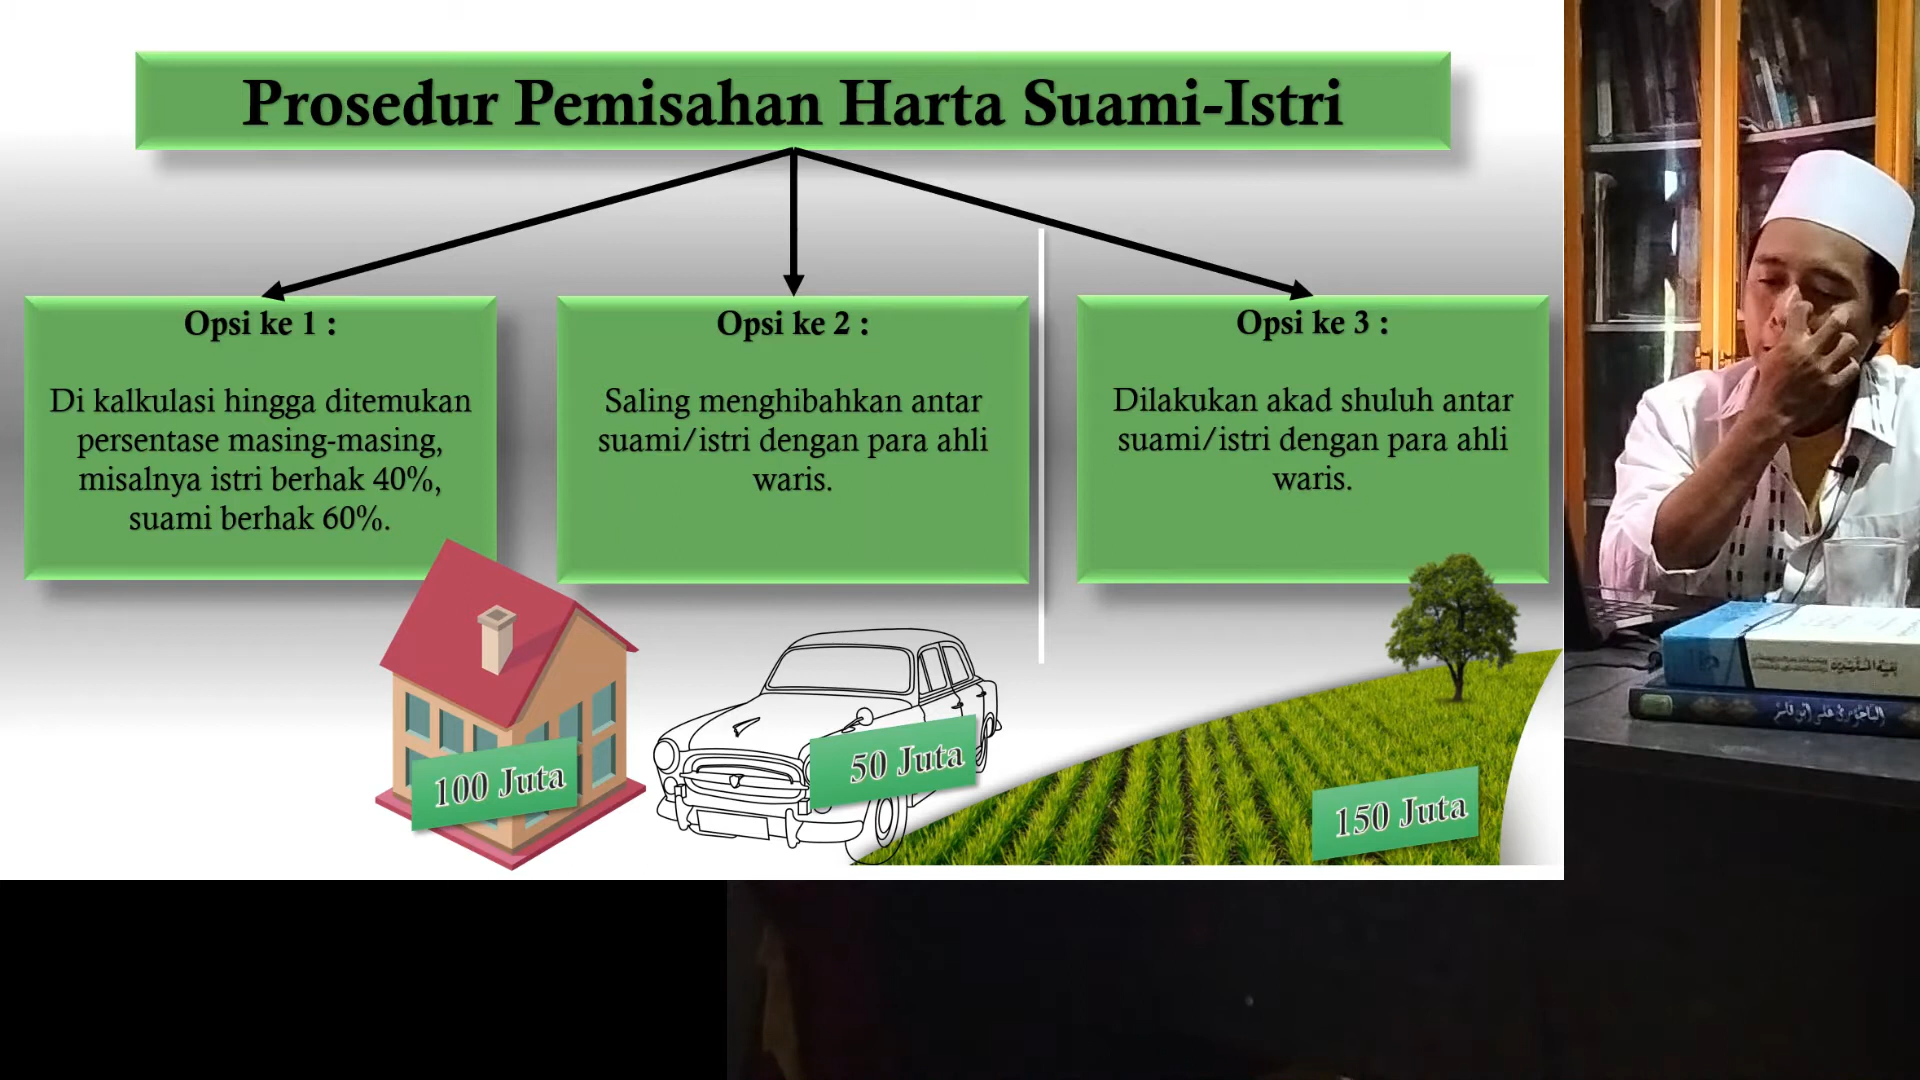 Prosedur Pemisahan Harta Suami-Istri
Opsi ke 1 :
Di kalkulasi hingga ditemukan
persentase masing-masing,
misalnya istri berhak 40%,
suami berhak 60%.
Opsi ke 2 :
Saling menghibahkan antar
suami/istri dengan para ahli
waris.
Opsi ke 3 :
Dilakukan akad shuluh antar
suami/istri dengan para ahli
waris.
100 Juta
50 Juta
150 Juta
بغية المسترشدين